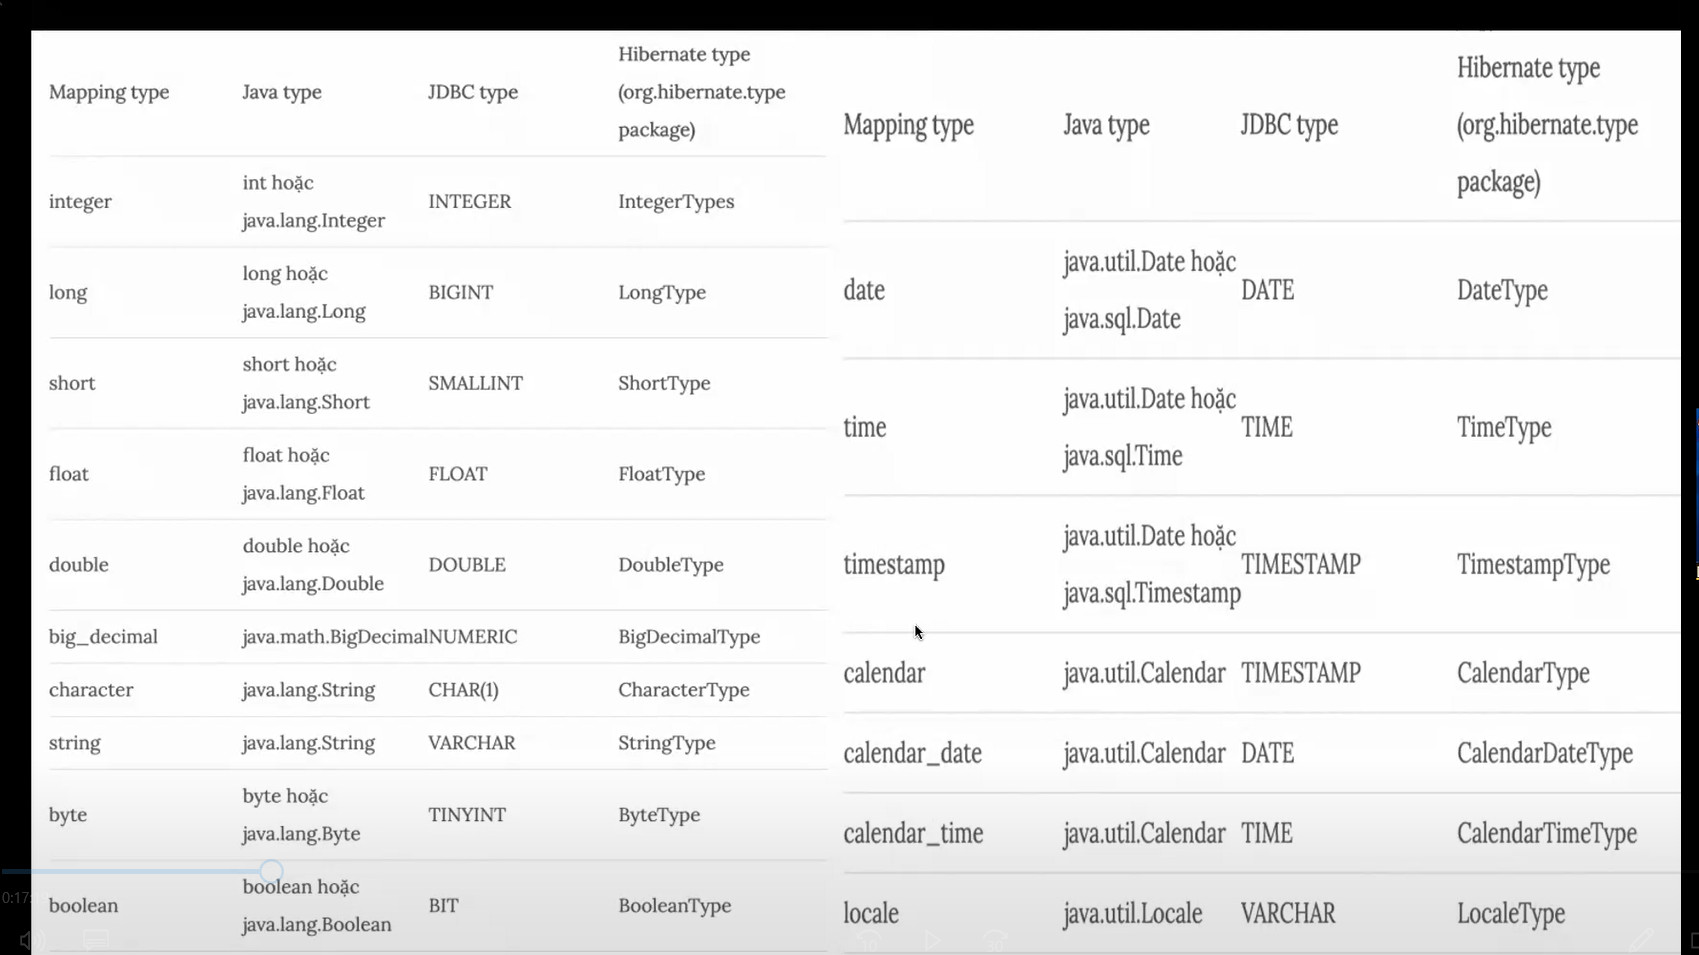 Mapping type Java type JDBC type Hibernate type
(org.hibernate.type
package)
integer int hoặc
java.lang.Integer INTEGER IntegerTypes
long long hoặc
java.lang.Long BIGINT LongType
short short hoặc
java.lang.Short SMALLINT ShortType
float float hoặc
java.lang.Float FLOAT FloatType
double double hoặc
java.lang.Double DOUBLE DoubleType
big_decimal java.math.BigDecimal NUMERIC BigDecimalType
character java.lang.String CHAR(1) CharacterType
string java.lang.String VARCHAR StringType
byte byte hoặc
java.lang.Byte TINYINT ByteType
boolean boolean hoặc
java.lang.Boolean BIT BooleanType
Mapping type Java type JDBC type Hibernate type
(org.hibernate.type
package)
date java.util.Date hoặc
java.sql.Date DATE DateType
time java.util.Date hoặc
java.sql.Time TIME TimeType
timestamp java.util.Date hoặc
java.sql.Timestamp TIMESTAMP TimestampType
calendar java.util.Calendar TIMESTAMP CalendarType
calendar_date java.util.Calendar DATE CalendarDateType
calendar_time java.util.Calendar TIME CalendarTimeType
locale java.util.Locale VARCHAR LocaleType